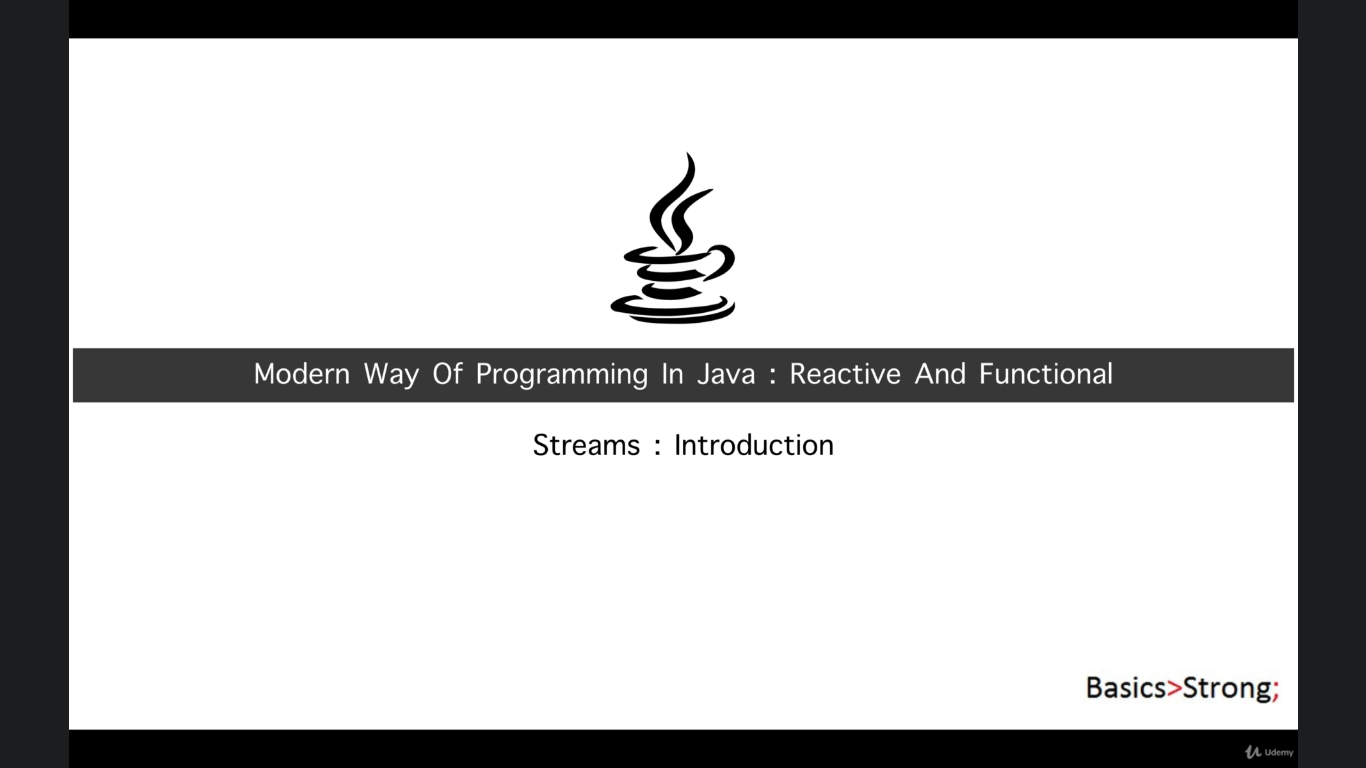 Modern Way Of Programming In Java : Reactive And Functional
Streams : Introduction
Basics>Strong;
Udemy